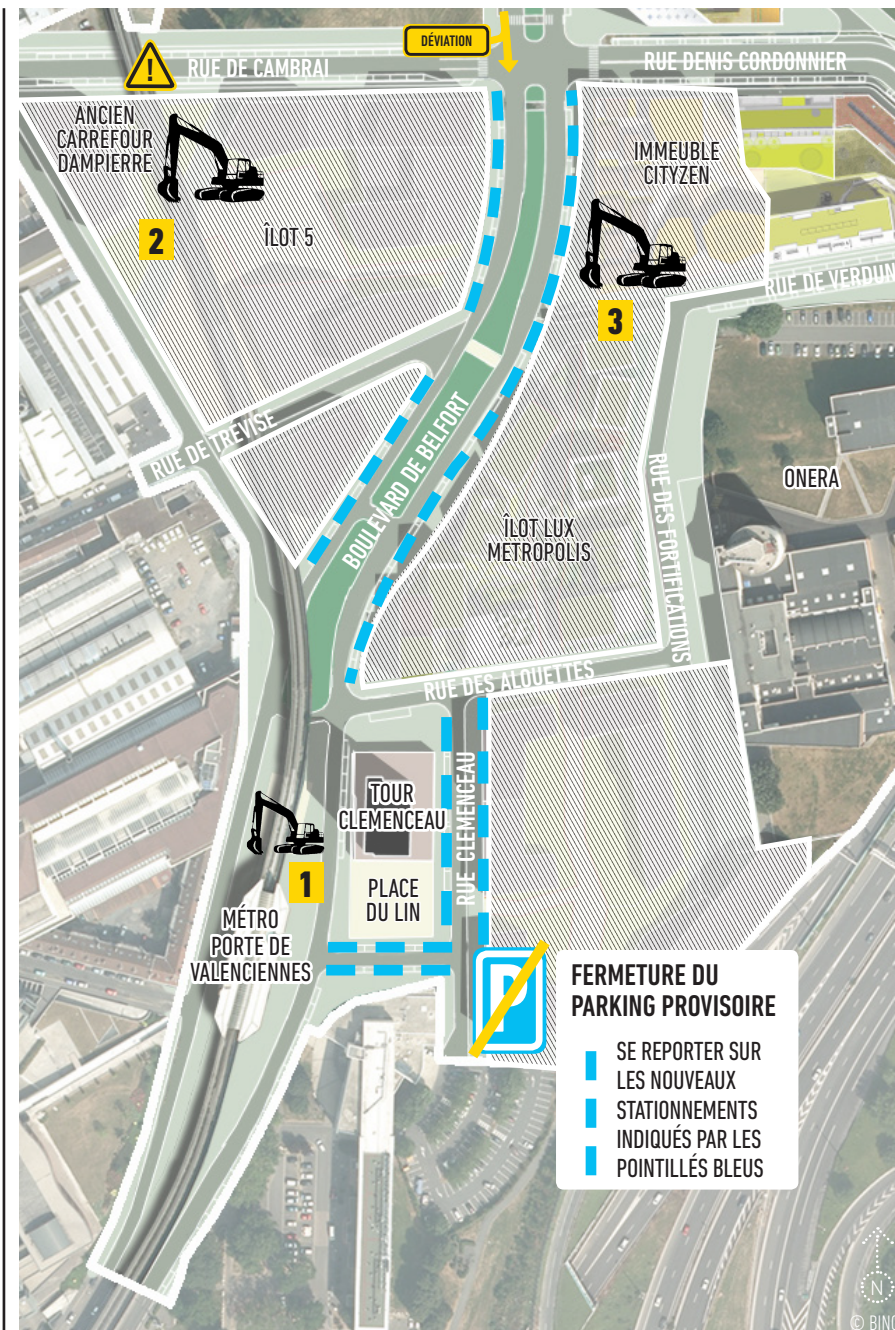 DÉVIATION
!
RUE DE CAMBRAI
RUE DENIS CORDONNIER
ANCIEN
CARREFOUR
DAMPIERRE
IMMEUBLE
CITYZEN
2
ÎLOT 5
RUE DE VERDUN
3
BOULEVARD DE BELFORT
RUE DE TREVISE
RUE DES FORTIFICATIONS
ONERA
ÎLOT LUX
METROPOLIS
RUE DES ALOUETTES
TOUR
CLEMENCEAU
RUE CLEMENCEAU
1
PLACE
DU LIN
MÉTRO
PORTE DE
VALENCIENNES
P
FERMETURE DU
PARKING PROVISOIRE
SE REPORTER SUR
LES NOUVEAUX
STATIONNEMENTS
INDIQUÉS PAR LES
POINTILLÉS BLEUS
N
© BIN